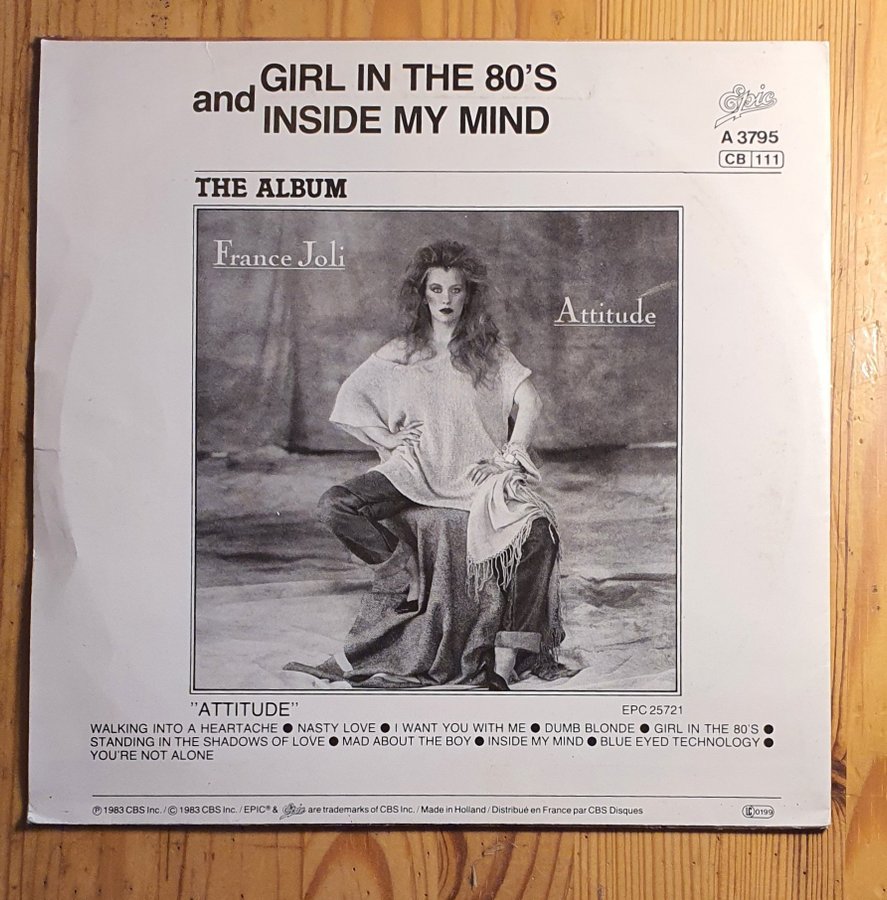 and GIRL IN THE 80'S
INSIDE MY MIND
Epic
A 3795
CB 111
THE ALBUM
France Joli
Attitude
"ATTITUDE"
EPC 25721
WALKING INTO A HEARTACHE ● NASTY LOVE ● I WANT YOU WITH ME ● DUMB BLONDE ● GIRL IN THE 80'S ●
STANDING IN THE SHADOWS OF LOVE ● MAD ABOUT THE BOY ● INSIDE MY MIND ● BLUE EYED TECHNOLOGY ●
YOU'RE NOT ALONE
℗ 1983 CBS Inc. / © 1983 CBS Inc. / EPIC® & Epic are trademarks of CBS Inc. / Made in Holland / Distribué en France par CBS Disques
LC 0199